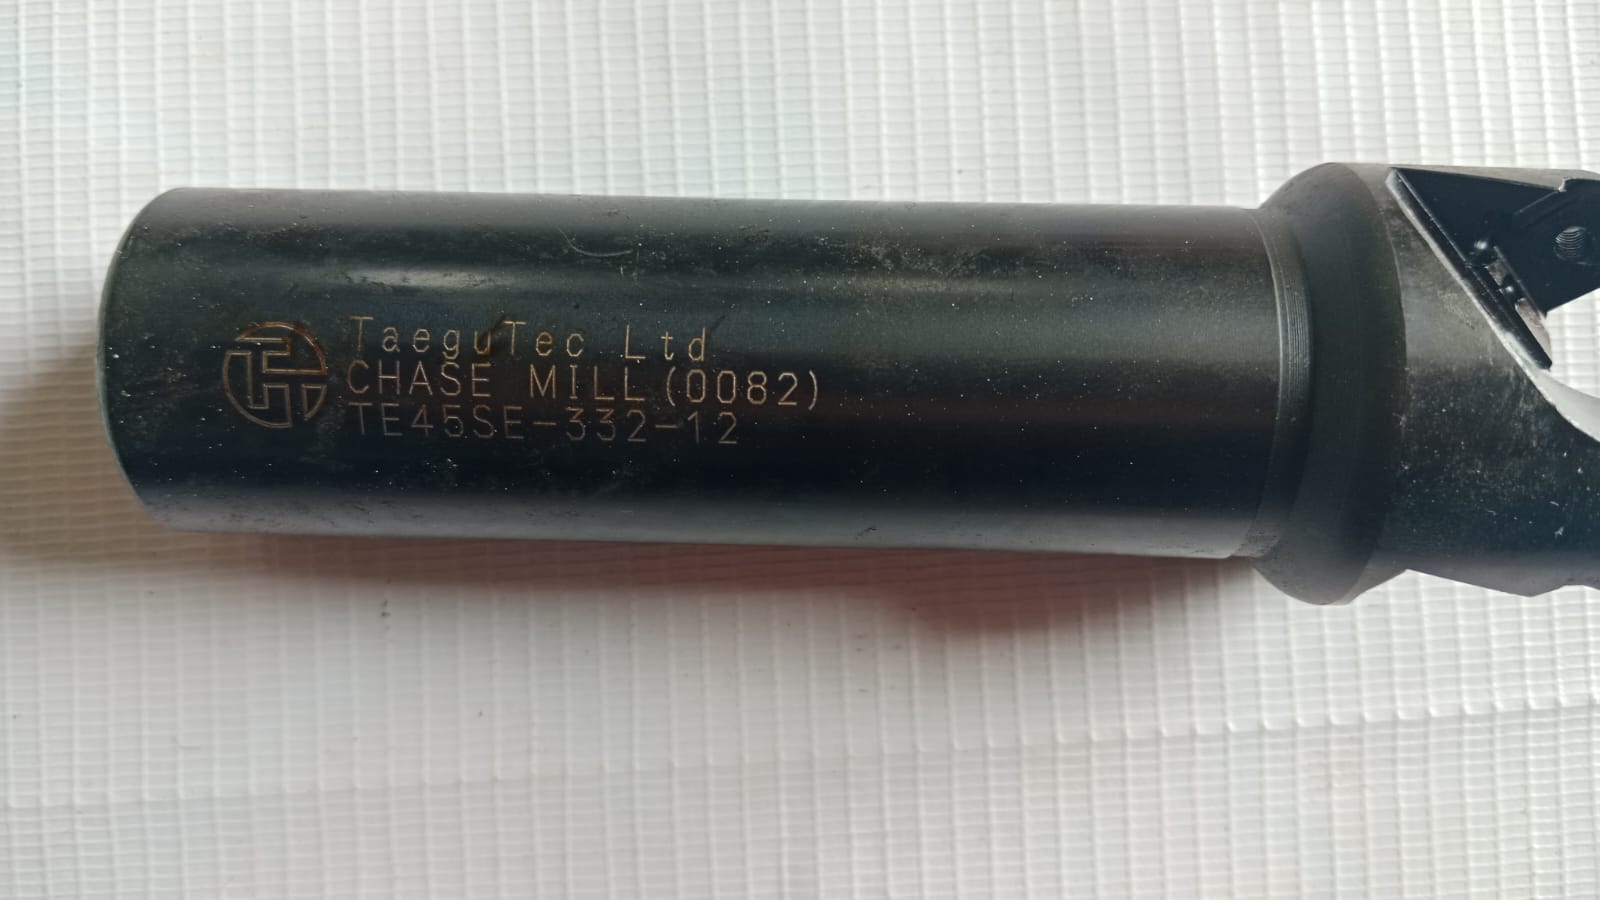 TaeguTec Ltd
CHASE MILL(0082)
TE45SE-332-12